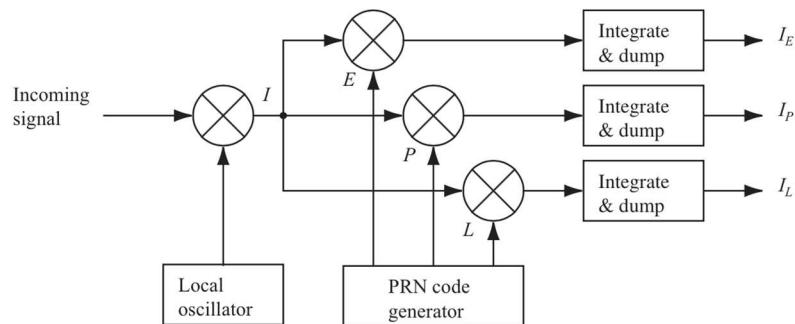 Integrate
& dump
I_E
E
Incoming
signal
I
Integrate
& dump
I_P
P
Integrate
& dump
I_L
L
Local
oscillator
PRN code
generator